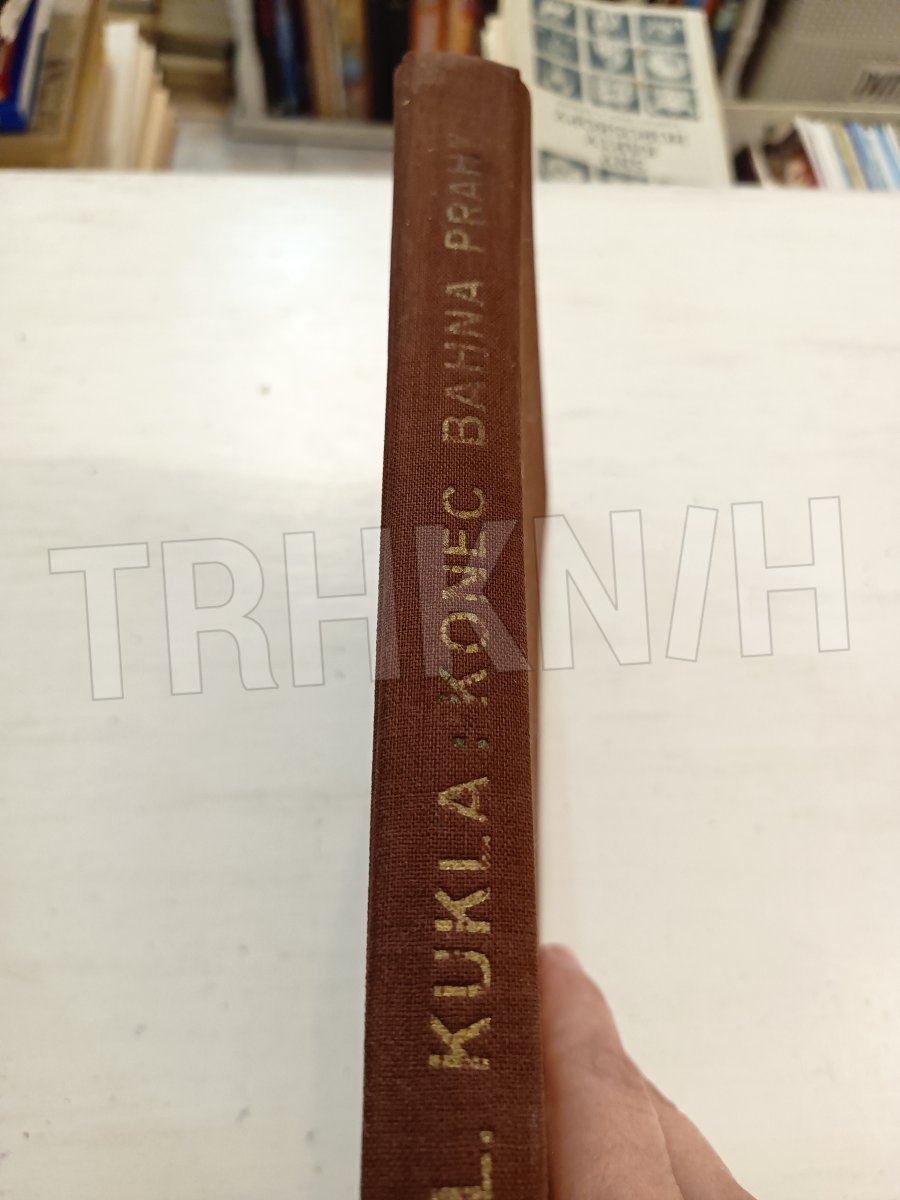 L. KUKLA: KONEC BAHNA PRAHY
TRHKNIH